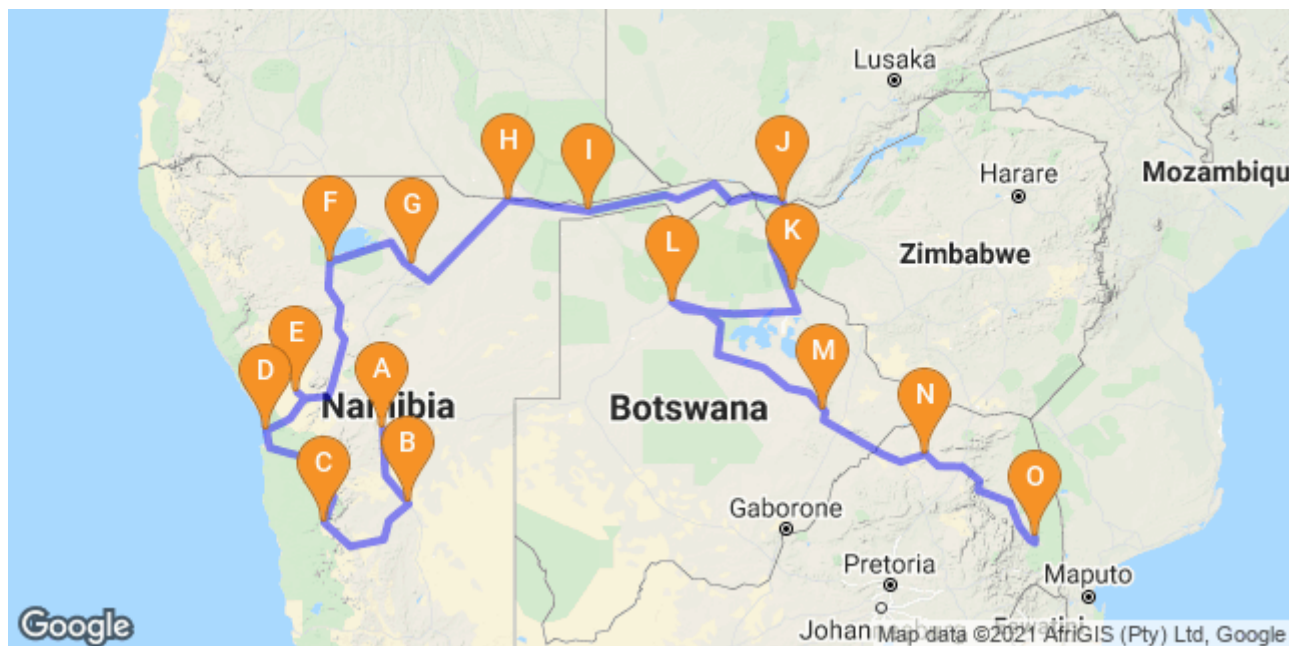 Lusaka
H
I
J
Harare
Mozambiqu
F
G
L
K
Zimbabwe
E
D
A
M
Namibia
Botswana
N
B
C
O
Gaborone
Pretoria
Maputo
Johan
Google
Map data ©2021 AfriGIS (Pty) Ltd, Google